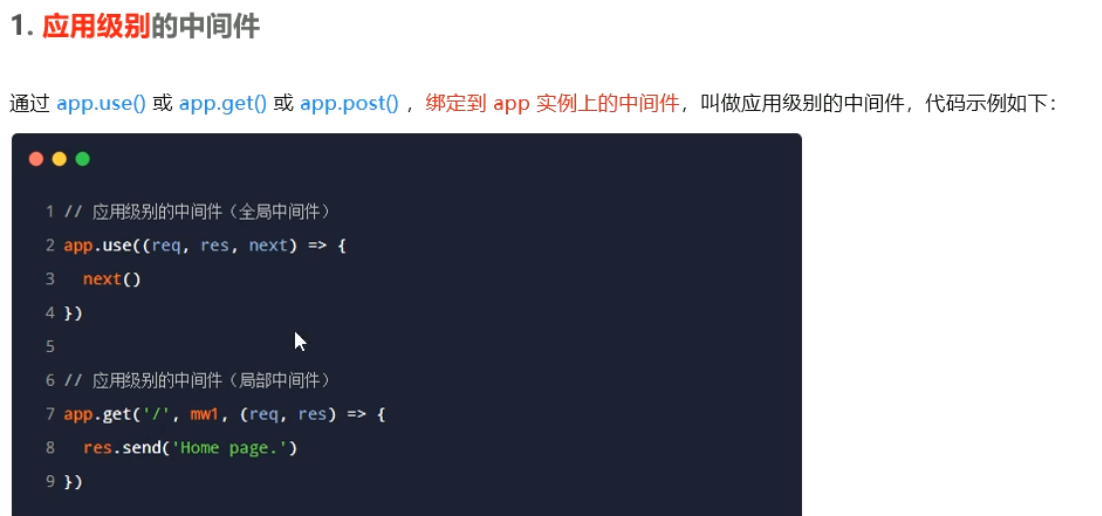 1. 应用级别的中间件
通过 app.use() 或 app.get() 或 app.post() ，绑定到 app 实例上的中间件，叫做应用级别的中间件，代码示例如下：
1 // 应用级别的中间件（全局中间件）
2 app.use((req, res, next) => {
3   next()
4 })
5
6 // 应用级别的中间件（局部中间件）
7 app.get('/', mw1, (req, res) => {
8   res.send('Home page.')
9 })